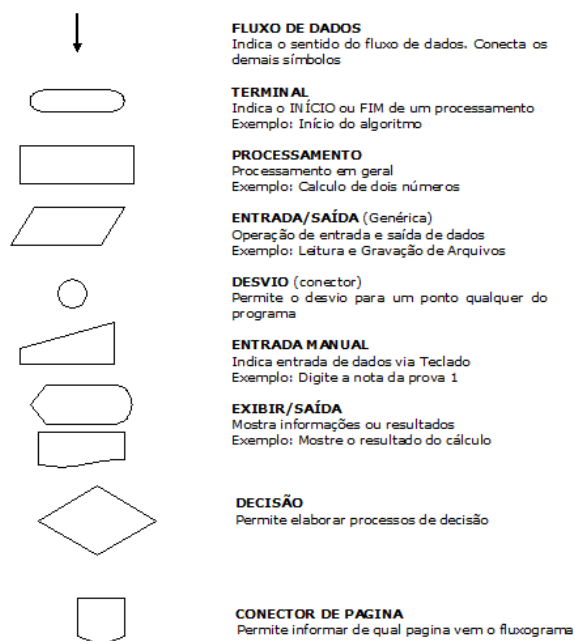 FLUXO DE DADOS
Indica o sentido do fluxo de dados. Conecta os
demais símbolos
TERMINAL
Indica o INÍCIO ou FIM de um processamento
Exemplo: Início do algoritmo
PROCESSAMENTO
Processamento em geral
Exemplo: Calculo de dois números
ENTRADA/SAÍDA (Genérica)
Operação de entrada e saída de dados
Exemplo: Leitura e Gravação de Arquivos
DESVIO (conector)
Permite o desvio para um ponto qualquer do
programa
ENTRADA MANUAL
Indica entrada de dados via Teclado
Exemplo: Digite a nota da prova 1
EXIBIR/SAÍDA
Mostra informações ou resultados
Exemplo: Mostre o resultado do cálculo
DECISÃO
Permite elaborar processos de decisão
CONECTOR DE PAGINA
Permite informar de qual pagina vem o fluxograma